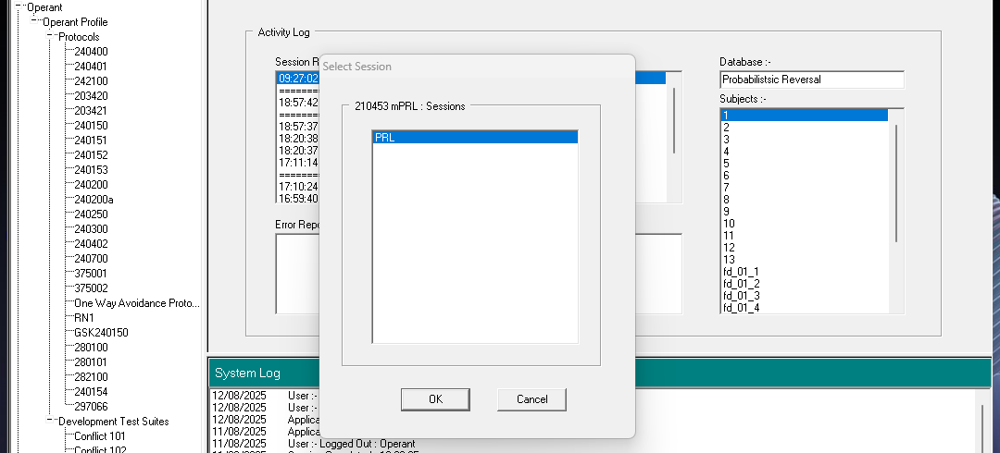 Operant
Operant Profile
Protocols
240400
240401
242100
203420
203421
240150
240151
240152
240153
240200
240200a
240250
240300
240402
240700
375001
375002
One Way Avoidance Proto...
RN1
GSK240150
280100
280101
282100
240154
297066
Development Test Suites
Conflict 101
Conflict 102
Activity Log
Session R
09:27:02
========
18:57:42
========
18:57:37
18:20:38
18:20:37
17:11:14
========
17:10:24
16:59:40
Error Repo
Select Session
210453 mPRL : Sessions
PRL
OK
Cancel
Database :-
Probabilistsic Reversal
Subjects :-
1
2
3
4
5
6
7
8
9
10
11
12
13
fd_01_1
fd_01_2
fd_01_3
fd_01_4
System Log
12/08/2025 User :-
12/08/2025 User :-
12/08/2025 Applica
11/08/2025 Applica
11/08/2025 User :- Logged Out : Operant